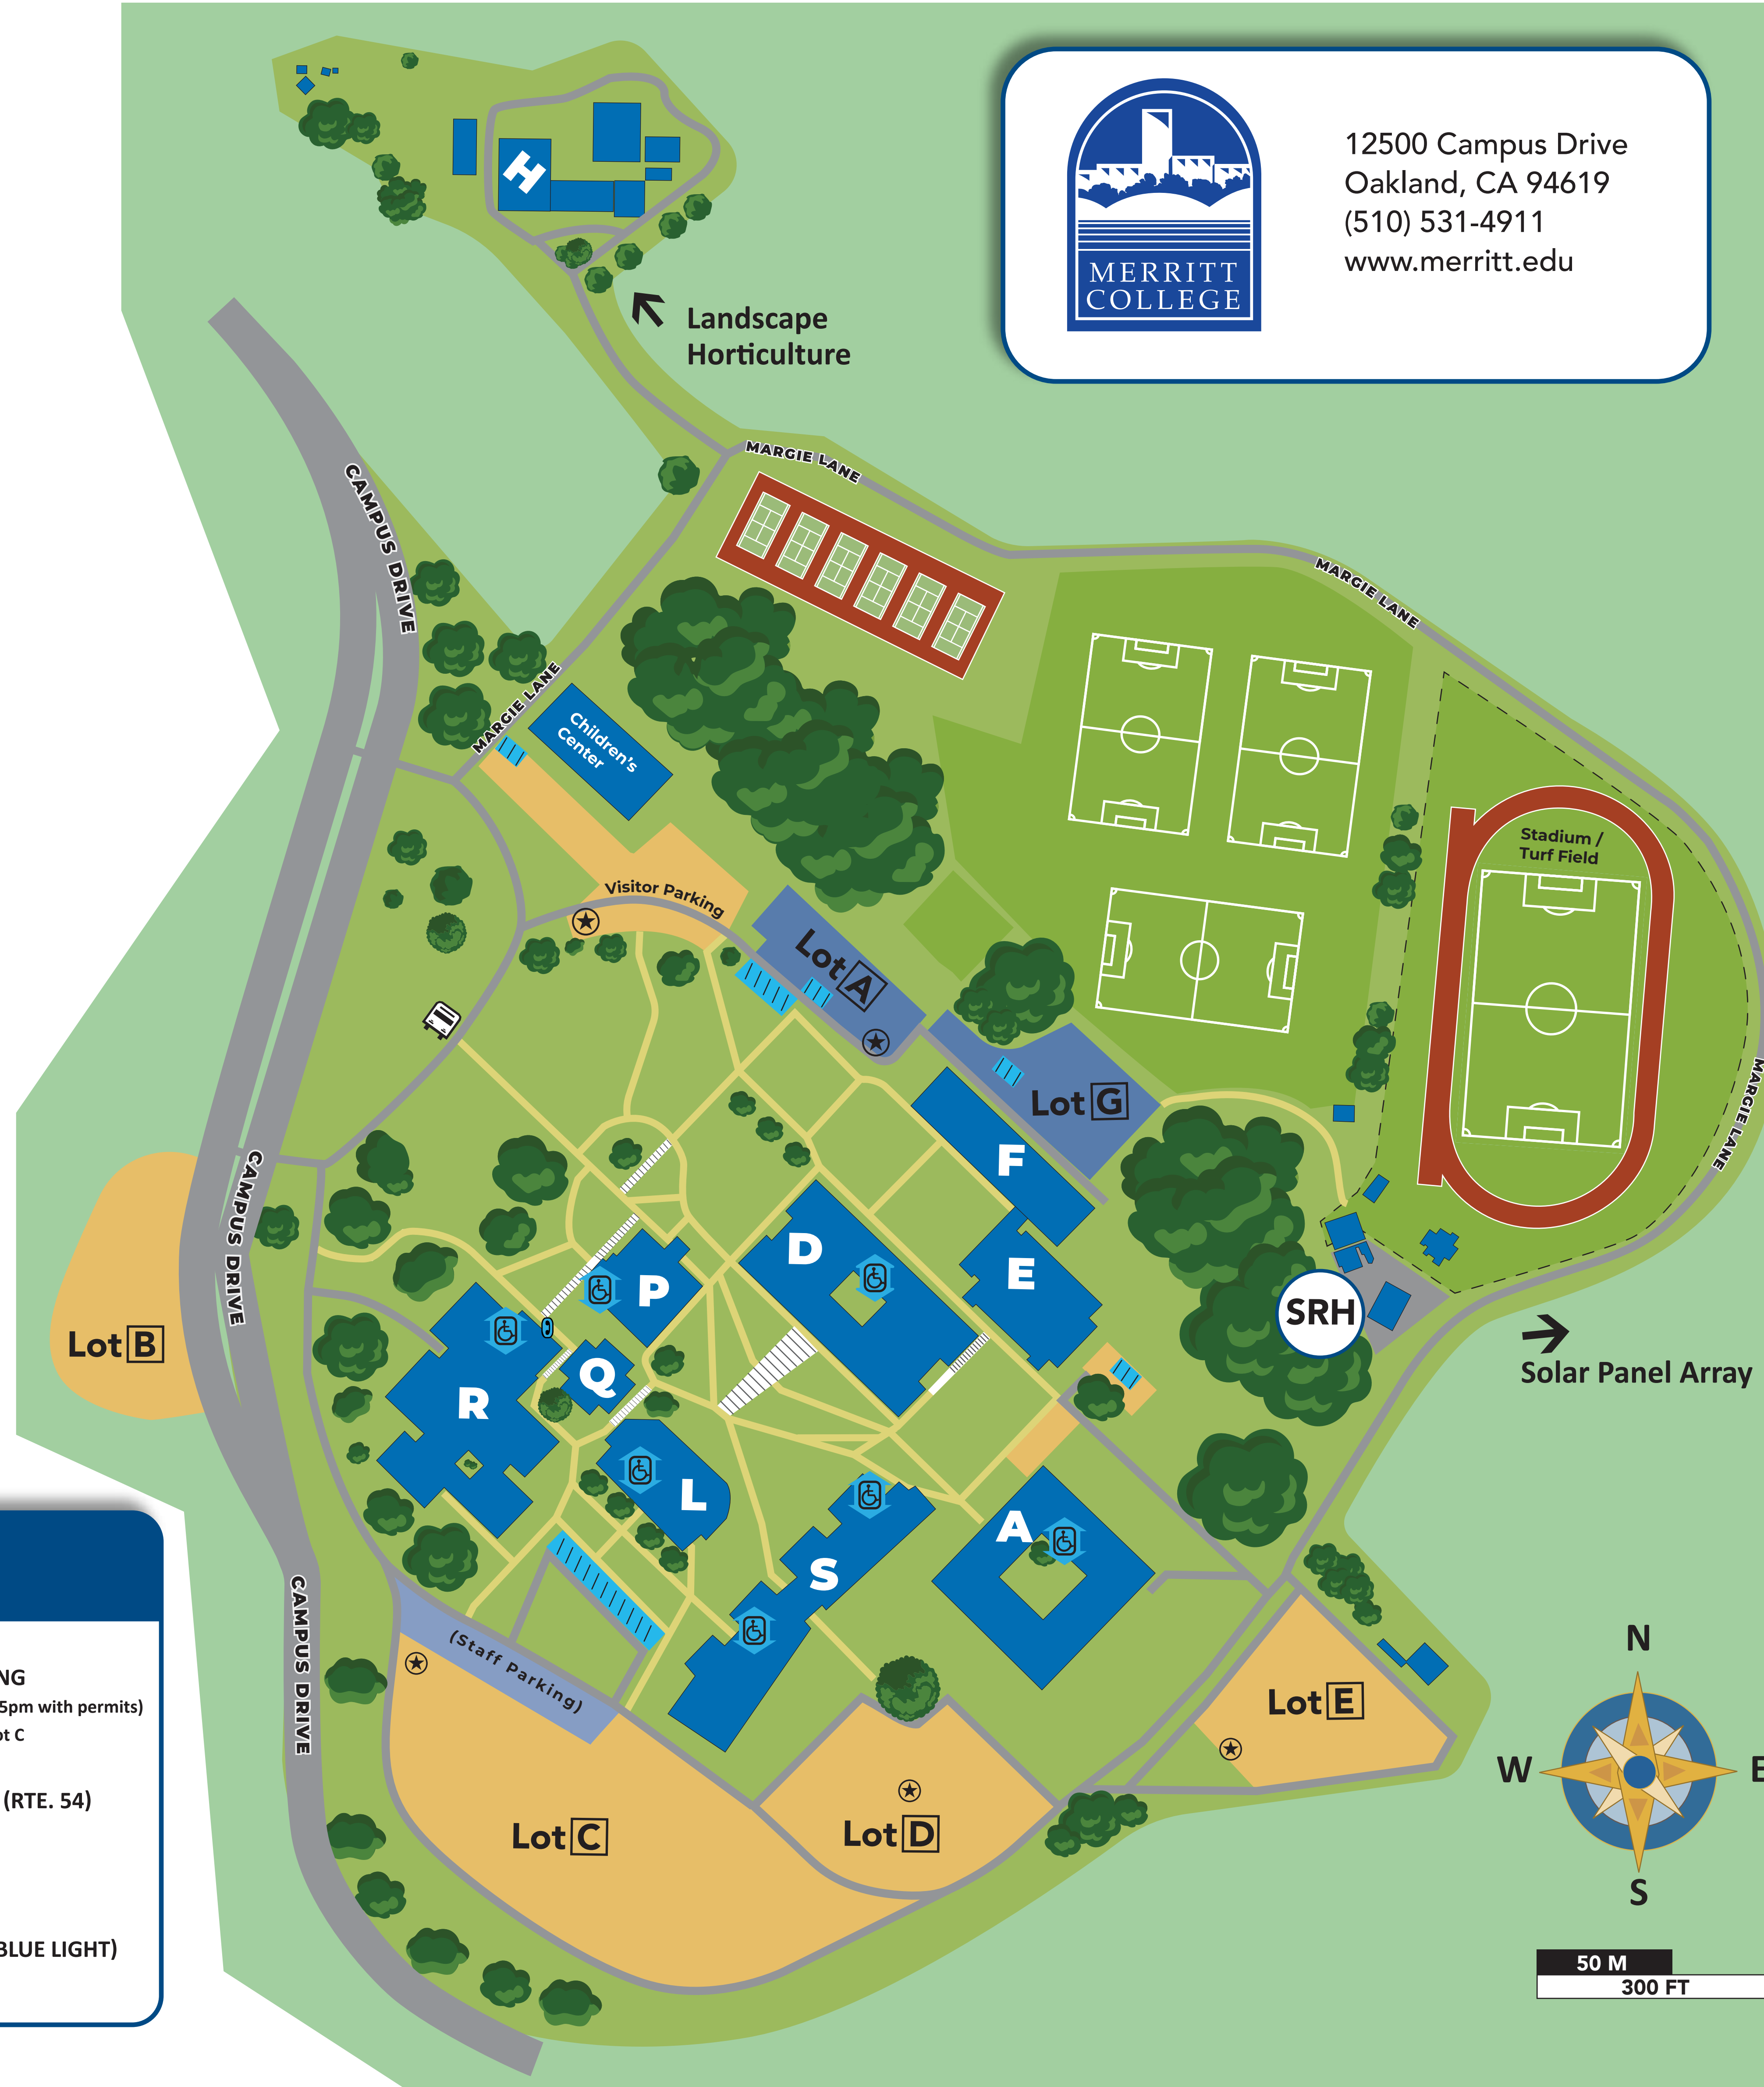 12500 Campus Drive
Oakland, CA 94619
(510) 531-4911
www.merritt.edu
MERRITT
COLLEGE
H
Landscape
Horticulture
MARGIE LANE
CAMPUS DRIVE
MARGIE LANE
MARGIE LANE
Children's
Center
Stadium /
Turf Field
Visitor Parking
Lot A
Lot G
MARGIE LANE
F
CAMPUS DRIVE
D
E
P
Lot B
SRH
Q
R
Solar Panel Array
L
A
S
CAMPUS DRIVE
(Staff Parking)
NG
5pm with permits)
ot C
(RTE. 54)
BLUE LIGHT)
Lot E
Lot C
Lot D
N
W
E
S
50 M
300 FT